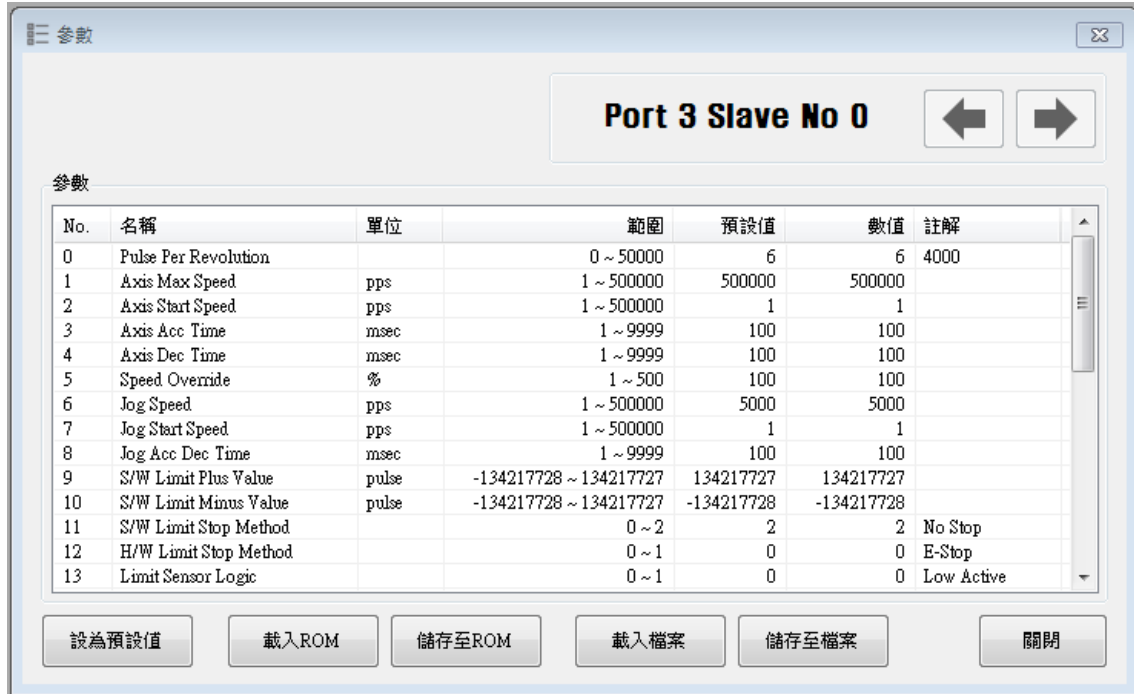 參數
Port 3 Slave No 0
參數
No. 名稱 單位 範圍 預設值 數值 註解
0 Pulse Per Revolution 0 ~ 50000 6 6 4000
1 Axis Max Speed pps 1 ~ 500000 500000 500000
2 Axis Start Speed pps 1 ~ 500000 1 1
3 Axis Acc Time msec 1 ~ 9999 100 100
4 Axis Dec Time msec 1 ~ 9999 100 100
5 Speed Override % 1 ~ 500 100 100
6 Jog Speed pps 1 ~ 500000 5000 5000
7 Jog Start Speed pps 1 ~ 500000 1 1
8 Jog Acc Dec Time msec 1 ~ 9999 100 100
9 S/W Limit Plus Value pulse -134217728 ~ 134217727 134217727 134217727
10 S/W Limit Minus Value pulse -134217728 ~ 134217727 -134217728 -134217728
11 S/W Limit Stop Method 0 ~ 2 2 2 No Stop
12 H/W Limit Stop Method 0 ~ 1 0 0 E-Stop
13 Limit Sensor Logic 0 ~ 1 0 0 Low Active
設為預設值 載入ROM 儲存至ROM 載入檔案 儲存至檔案 關閉